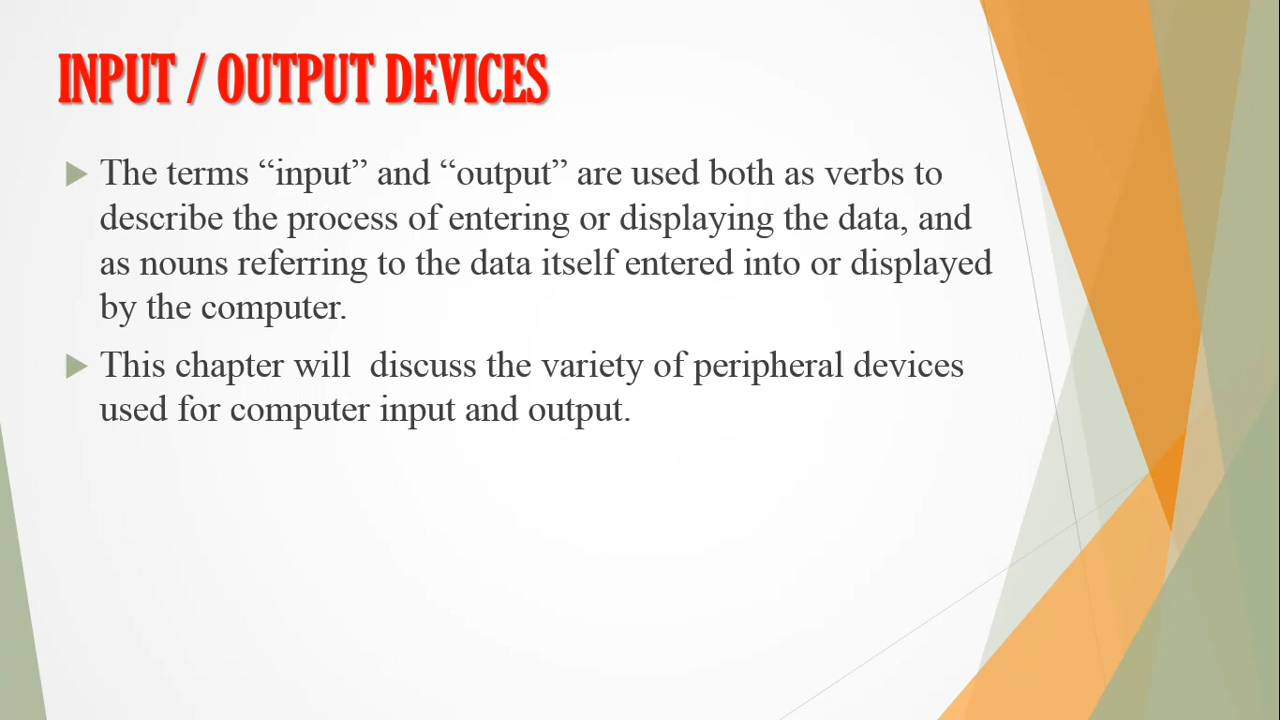 INPUT / OUTPUT DEVICES
The terms “input” and “output” are used both as verbs to
describe the process of entering or displaying the data, and
as nouns referring to the data itself entered into or displayed
by the computer.
This chapter will  discuss the variety of peripheral devices
used for computer input and output.